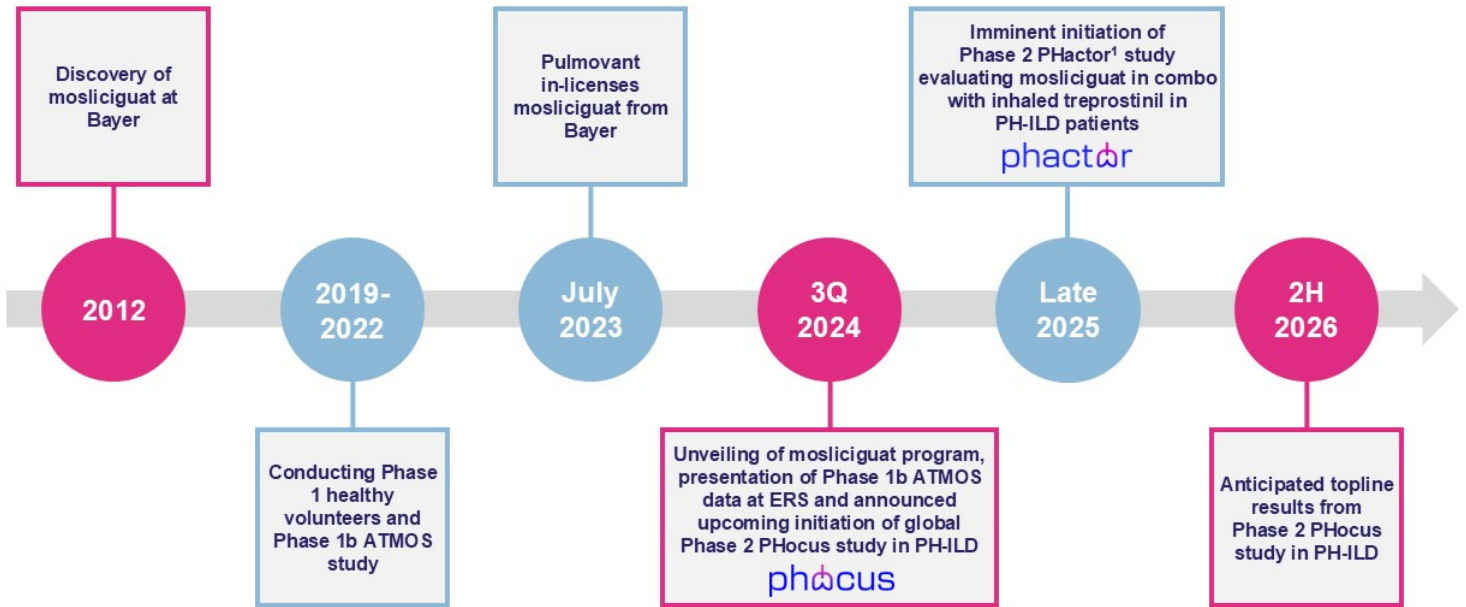 Discovery of
mosliciguat at
Bayer
Pulmovant
in-licenses
mosliciguat from
Bayer
Imminent initiation of
Phase 2 PHactor¹ study
evaluating mosliciguat in combo
with inhaled treprostinil in
PH-ILD patients
phactor
2012
2019-
2022
July
2023
3Q
2024
Late
2025
2H
2026
Conducting Phase
1 healthy
volunteers and
Phase 1b ATMOS
study
Unveiling of mosliciguat program,
presentation of Phase 1b ATMOS
data at ERS and announced
upcoming initiation of global
Phase 2 PHocus study in PH-ILD
phocus
Anticipated topline
results from
Phase 2 PHocus
study in PH-ILD